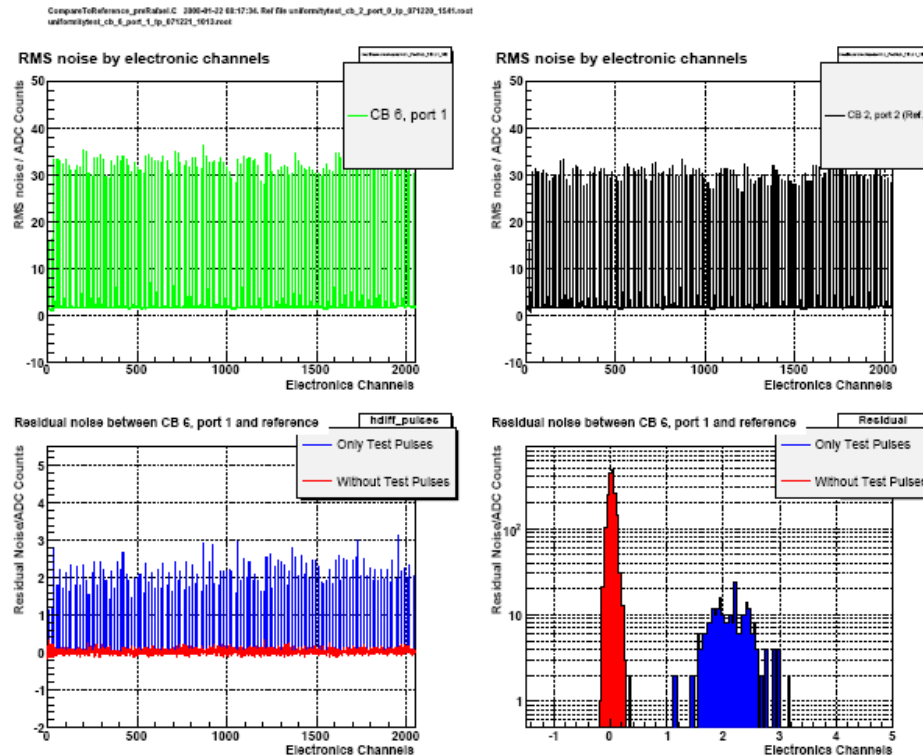 CompareToReference_preRafael.C 2008-01-22 08:17:34. Ref file uniformitytest_cb_2_port_0_tp_071220_1541.root
uniformitytest_cb_6_port_1_tp_071221_1013.root
RMS noise by electronic channels
CB 6, port 1
RMS noise / ADC Counts
50
40
30
20
10
0
-10
0 500 1000 1500 2000
Electronics Channels
RMS noise by electronic channels
CB 2, port 2 (Ref.
RMS noise / ADC Counts
50
40
30
20
10
0
-10
0 500 1000 1500 2000
Electronics Channels
Residual noise between CB 6, port 1 and reference
hdiff_pulses
Only Test Pulses
Without Test Pulses
Residual Noise/ADC Counts
5
4
3
2
1
0
-1
-2
0 500 1000 1500 2000
Electronics Channels
Residual noise between CB 6, port 1 and reference
Residual
Only Test Pulses
Without Test Pulses
Residual Noise/ADC Counts
10²
10
1
-1 0 1 2 3 4 5
Electronics Channels